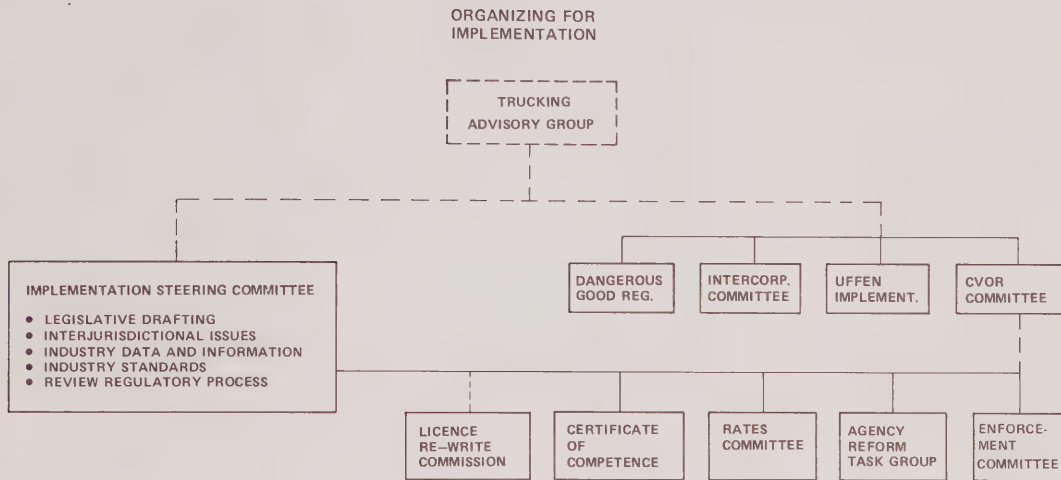 ORGANIZING FOR
IMPLEMENTATION
TRUCKING
ADVISORY GROUP
IMPLEMENTATION STEERING COMMITTEE
• LEGISLATIVE DRAFTING
• INTERJURISDICTIONAL ISSUES
• INDUSTRY DATA AND INFORMATION
• INDUSTRY STANDARDS
• REVIEW REGULATORY PROCESS
DANGEROUS
GOOD REG.
INTERCORP.
COMMITTEE
UFFEN
IMPLEMENT.
CVOR
COMMITTEE
LICENCE
RE–WRITE
COMMISSION
CERTIFICATE
OF
COMPETENCE
RATES
COMMITTEE
AGENCY
REFORM
TASK GROUP
ENFORCE-
MENT
COMMITTEE